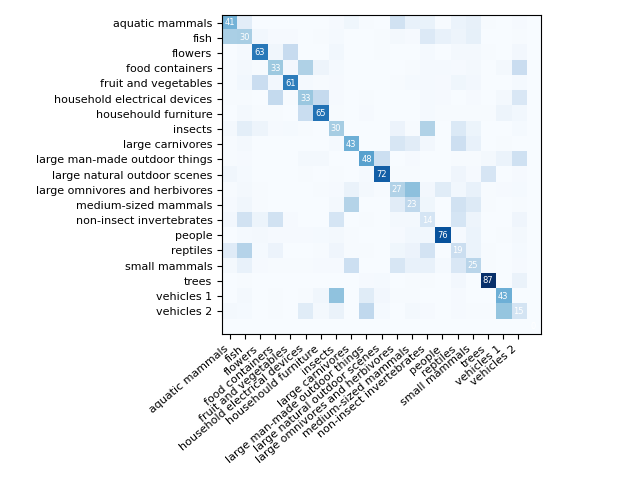 aquatic mammals 41
fish 30
flowers 63
food containers 33
fruit and vegetables 61
household electrical devices 33
househould furniture 65
insects 30
large carnivores 43
large man-made outdoor things 48
large natural outdoor scenes 72
large omnivores and herbivores 27
medium-sized mammals 23
non-insect invertebrates 14
people 76
reptiles 19
small mammals 25
trees 87
vehicles 1 43
vehicles 2 15
aquatic mammals
fish
flowers
food containers
fruit and vegetables
household electrical devices
househould furniture
insects
large carnivores
large man-made outdoor things
large natural outdoor scenes
large omnivores and herbivores
medium-sized mammals
non-insect invertebrates
people
reptiles
small mammals
trees
vehicles 1
vehicles 2